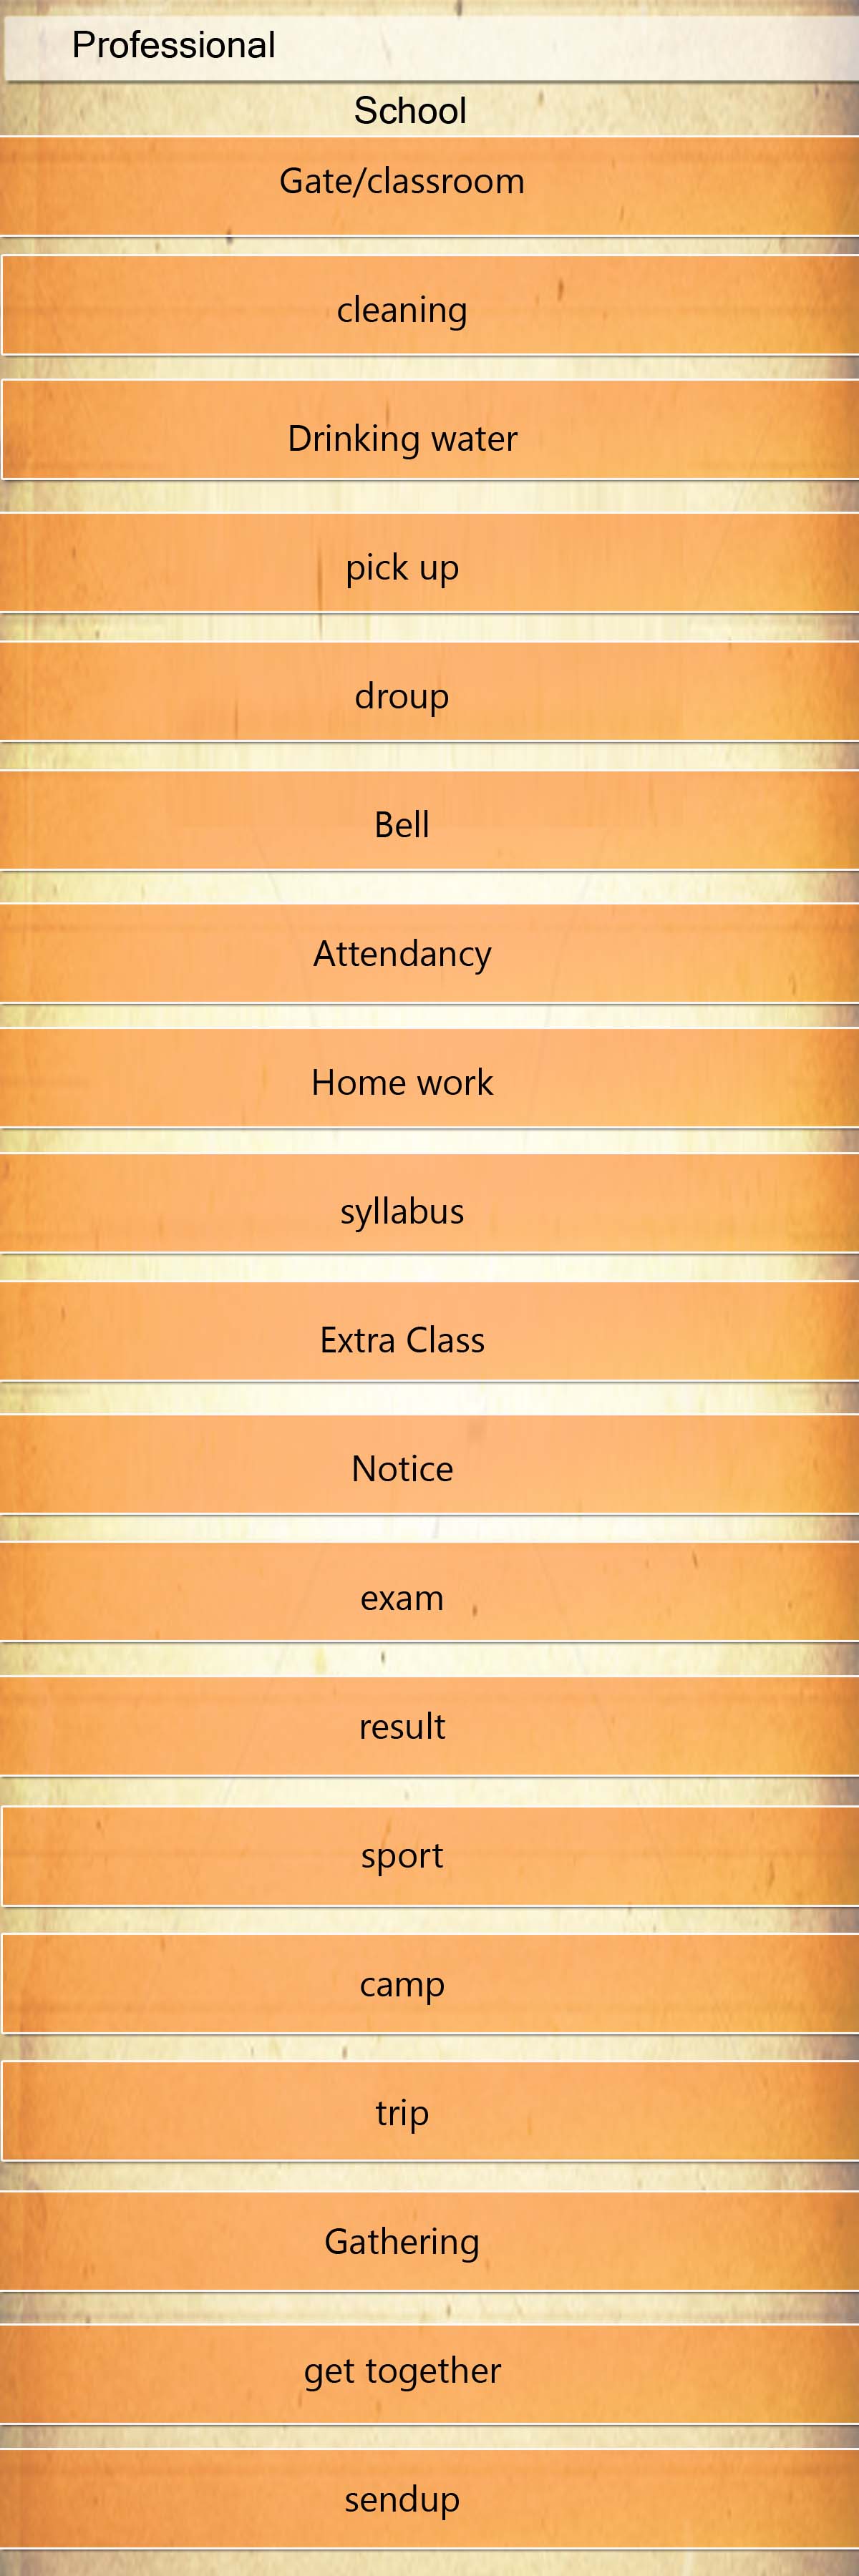 Professional
School
Gate/classroom
cleaning
Drinking water
pick up
droup
Bell
Attendancy
Home work
syllabus
Extra Class
Notice
exam
result
sport
camp
trip
Gathering
get together
sendup